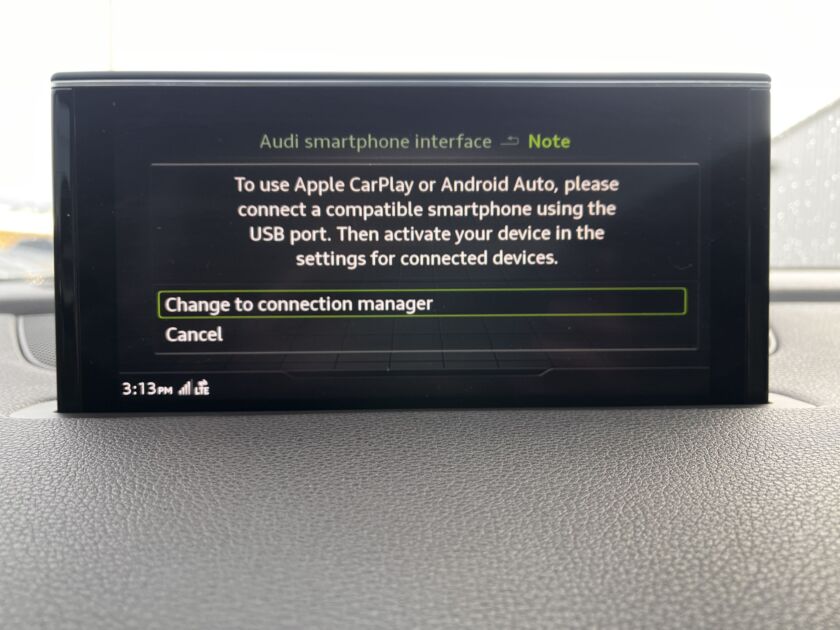 Audi smartphone interface Note
To use Apple CarPlay or Android Auto, please
connect a compatible smartphone using the
USB port. Then activate your device in the
settings for connected devices.
Change to connection manager
Cancel
3:13PM LTE